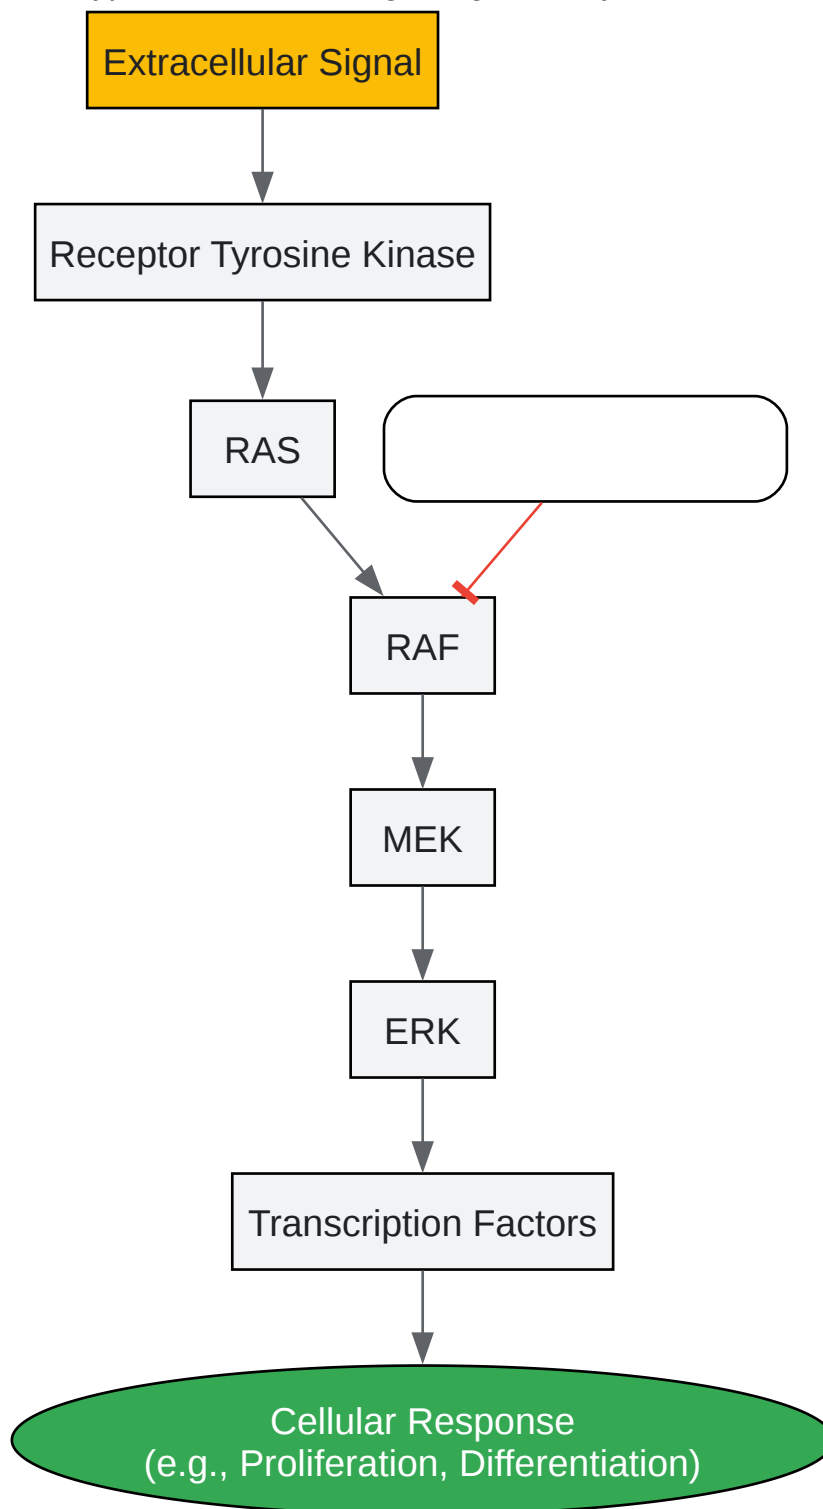 Extracellular Signal
Receptor Tyrosine Kinase
RAS
RAF
MEK
ERK
Transcription Factors
Cellular Response
(e.g., Proliferation, Differentiation)